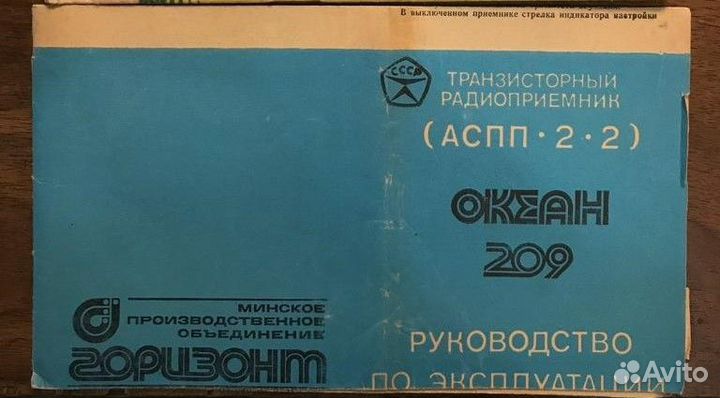 В выключенном приемнике стрелка индикатора настройки
СССР
ТРАНЗИСТОРНЫЙ
РАДИОПРИЕМНИК
(АСПП·2·2)
ОКЕАН
209
РУКОВОДСТВО
ПО ЭКСПЛУАТАЦИИ
МИНСКОЕ
ПРОИЗВОДСТВЕННОЕ
ОБЪЕДИНЕНИЕ
ГОРИЗОНТ
Avito